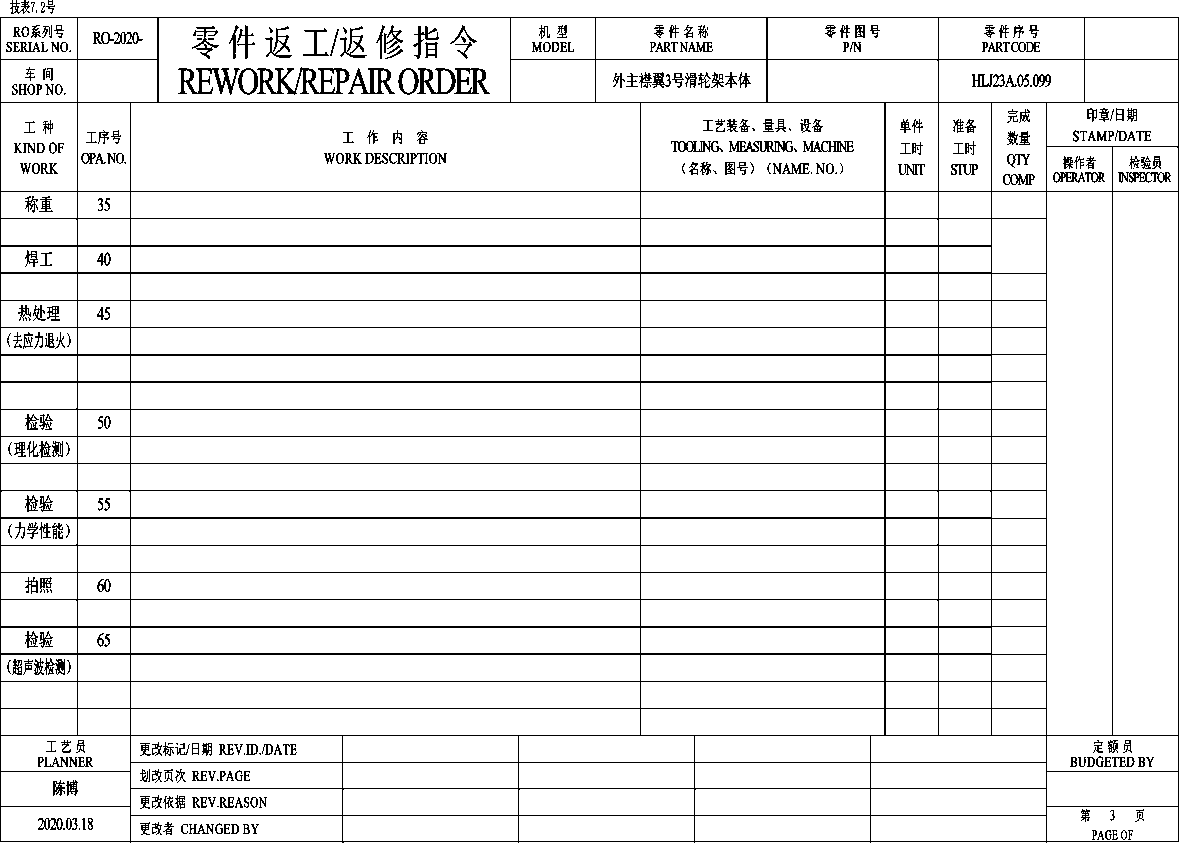 技表7.2号
RO系列号
SERIAL NO.
RO-2020-
零件返工/返修指令
REWORK/REPAIR ORDER
机 型
MODEL
零件名称
PART NAME
零件图号
P/N
零件序号
PART CODE
车 间
SHOP NO.
外主襟翼3号滑轮架本体
HLJ23A.05.099
工 种
KIND OF
WORK
工序号
OPA.NO.
工 作 内 容
WORK DESCRIPTION
工艺装备、量具、设备
TOOLING、MEASURING、MACHINE
（名称、图号）（NAME. NO.）
单件
工时
UNIT
准备
工时
STUP
完成
数量
QTY
COMP
印章/日期
STAMP/DATE
操作者
OPERATOR
检验员
INSPECTOR
称重 35
焊工 40
热处理 45
（去应力退火）
检验 50
（理化检测）
检验 55
（力学性能）
拍照 60
检验 65
（超声波检测）
工艺员
PLANNER
陈博
2020.03.18
更改标记/日期 REV.ID./DATE
划改页次 REV.PAGE
更改依据 REV.REASON
更改者 CHANGED BY
定额员
BUDGETED BY
第 3 页
PAGE OF